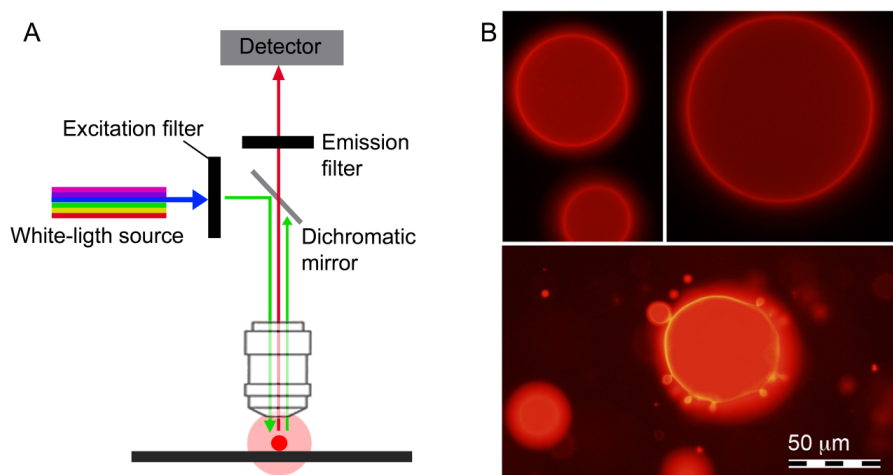 A
Detector
Excitation filter
Emission
filter
White-ligth source
Dichromatic
mirror
B
50 μm